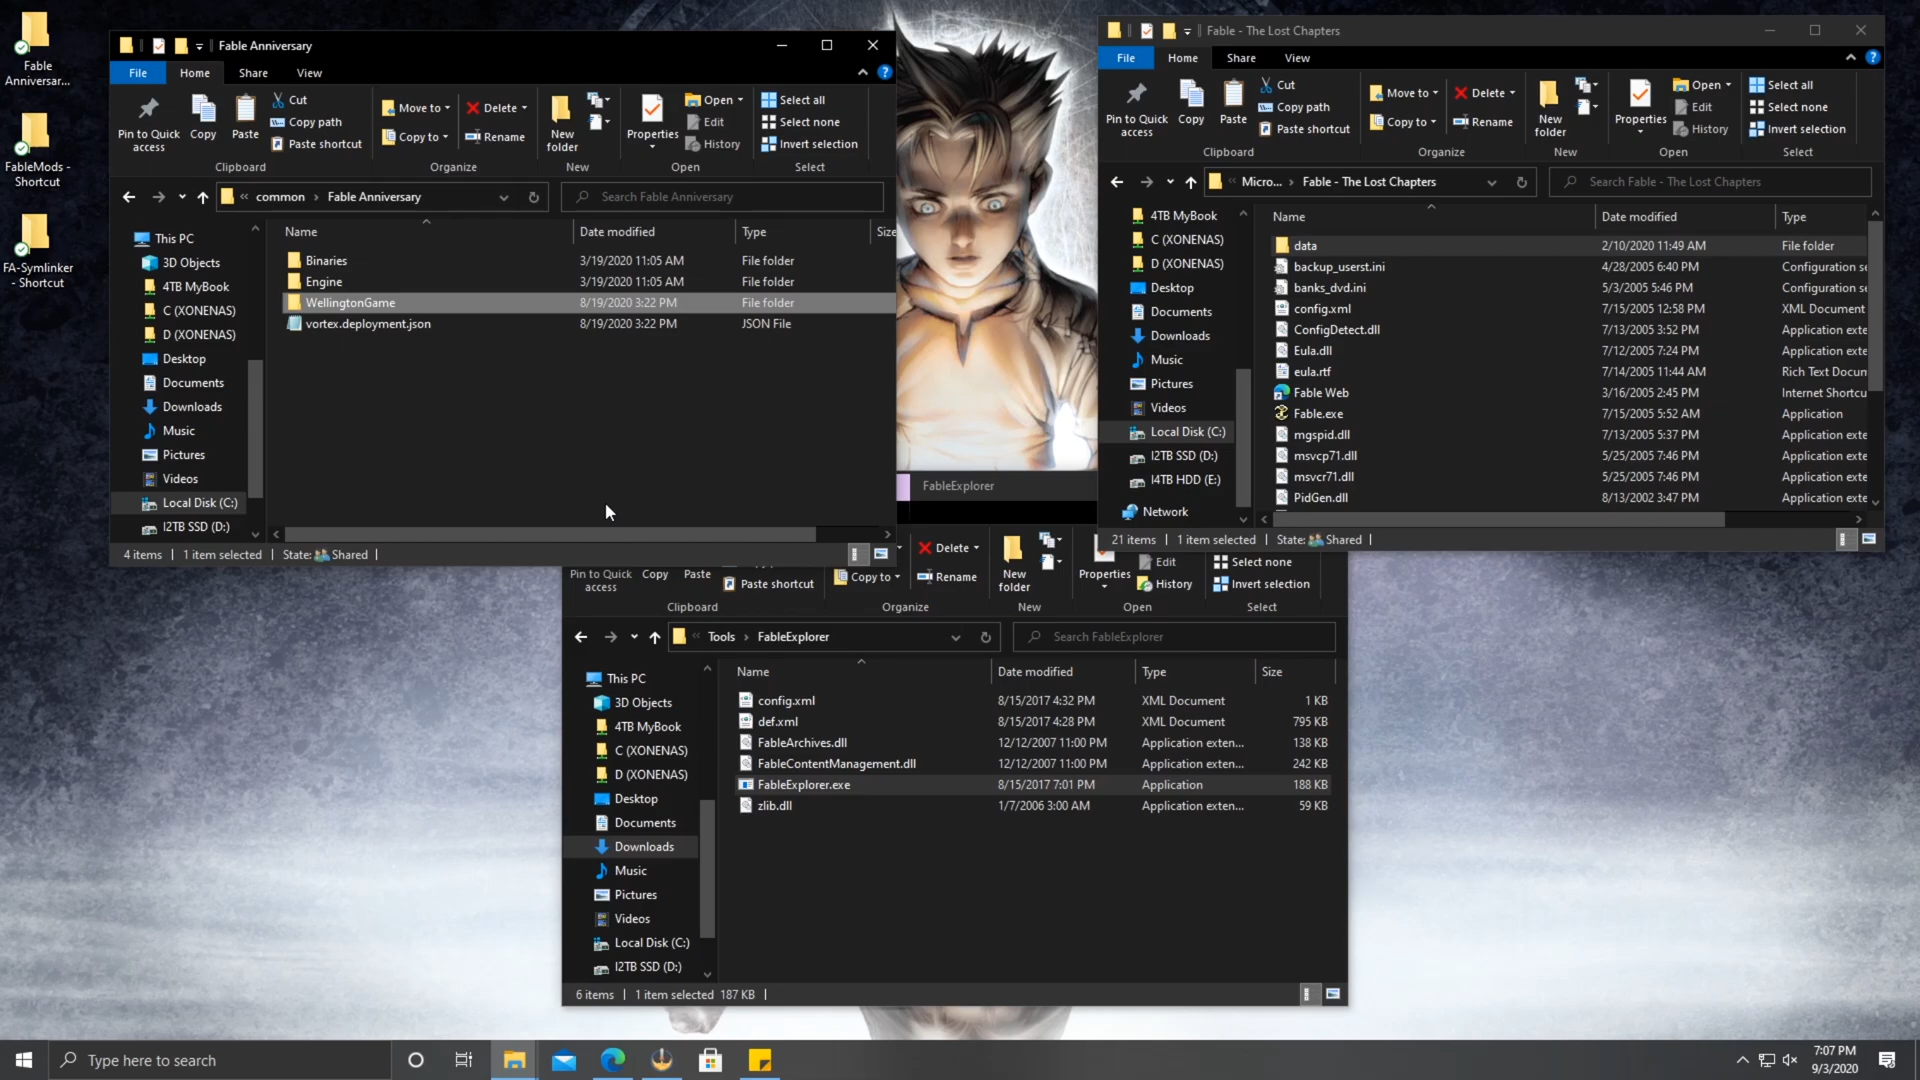 Fable
Anniversar...
FableMods -
Shortcut
FA-Symlinker
- Shortcut
Fable Anniversary
File Home Share View
Pin to Quick access
Copy
Paste
Cut
Copy path
Paste shortcut
Clipboard
Move to
Copy to
Delete
Rename
Organize
New folder
New
Properties
Open
Edit
History
Open
Select all
Select none
Invert selection
Select
« common › Fable Anniversary
Search Fable Anniversary
This PC
3D Objects
4TB MyBook
C (XONENAS)
D (XONENAS)
Desktop
Documents
Downloads
Music
Pictures
Videos
Local Disk (C:)
I2TB SSD (D:)
Name Date modified Type Size
Binaries 3/19/2020 11:05 AM File folder
Engine 3/19/2020 11:05 AM File folder
WellingtonGame 8/19/2020 3:22 PM File folder
vortex.deployment.json 8/19/2020 3:22 PM JSON File
4 items 1 item selected State: Shared
Fable - The Lost Chapters
File Home Share View
Pin to Quick access
Copy
Paste
Cut
Copy path
Paste shortcut
Clipboard
Move to
Copy to
Delete
Rename
Organize
New folder
New
Properties
Open
Edit
History
Open
Select all
Select none
Invert selection
Select
« Micro... › Fable - The Lost Chapters
Search Fable - The Lost Chapters
4TB MyBook
C (XONENAS)
D (XONENAS)
Desktop
Documents
Downloads
Music
Pictures
Videos
Local Disk (C:)
I2TB SSD (D:)
I4TB HDD (E:)
Network
Name Date modified Type
data 2/10/2020 11:49 AM File folder
backup_userst.ini 4/28/2005 6:40 PM Configuration se
banks_dvd.ini 5/3/2005 5:46 PM Configuration se
config.xml 7/15/2005 12:58 PM XML Document
ConfigDetect.dll 7/13/2005 3:52 PM Application exte
Eula.dll 7/12/2005 7:24 PM Application exte
eula.rtf 7/14/2005 11:44 AM Rich Text Docum
Fable Web 3/16/2005 2:45 PM Internet Shortcu
Fable.exe 7/15/2005 5:52 AM Application
mgspid.dll 7/13/2005 5:37 PM Application exte
msvcp71.dll 5/25/2005 7:46 PM Application exte
msvcr71.dll 5/25/2005 7:46 PM Application exte
PidGen.dll 8/13/2002 3:47 PM Application exte
21 items 1 item selected State: Shared
FableExplorer
Pin to Quick access
Copy
Paste
Paste shortcut
Clipboard
Copy to
Delete
Rename
Organize
New folder
New
Properties
Edit
History
Open
Select none
Invert selection
Select
« Tools › FableExplorer
Search FableExplorer
This PC
3D Objects
4TB MyBook
C (XONENAS)
D (XONENAS)
Desktop
Documents
Downloads
Music
Pictures
Videos
Local Disk (C:)
I2TB SSD (D:)
Name Date modified Type Size
config.xml 8/15/2017 4:32 PM XML Document 1 KB
def.xml 8/15/2017 4:28 PM XML Document 795 KB
FableArchives.dll 12/12/2007 11:00 PM Application exten... 138 KB
FableContentManagement.dll 12/12/2007 11:00 PM Application exten... 242 KB
FableExplorer.exe 8/15/2017 7:01 PM Application 188 KB
zlib.dll 1/7/2006 3:00 AM Application exten... 59 KB
6 items 1 item selected 187 KB
Type here to search
7:07 PM
9/3/2020